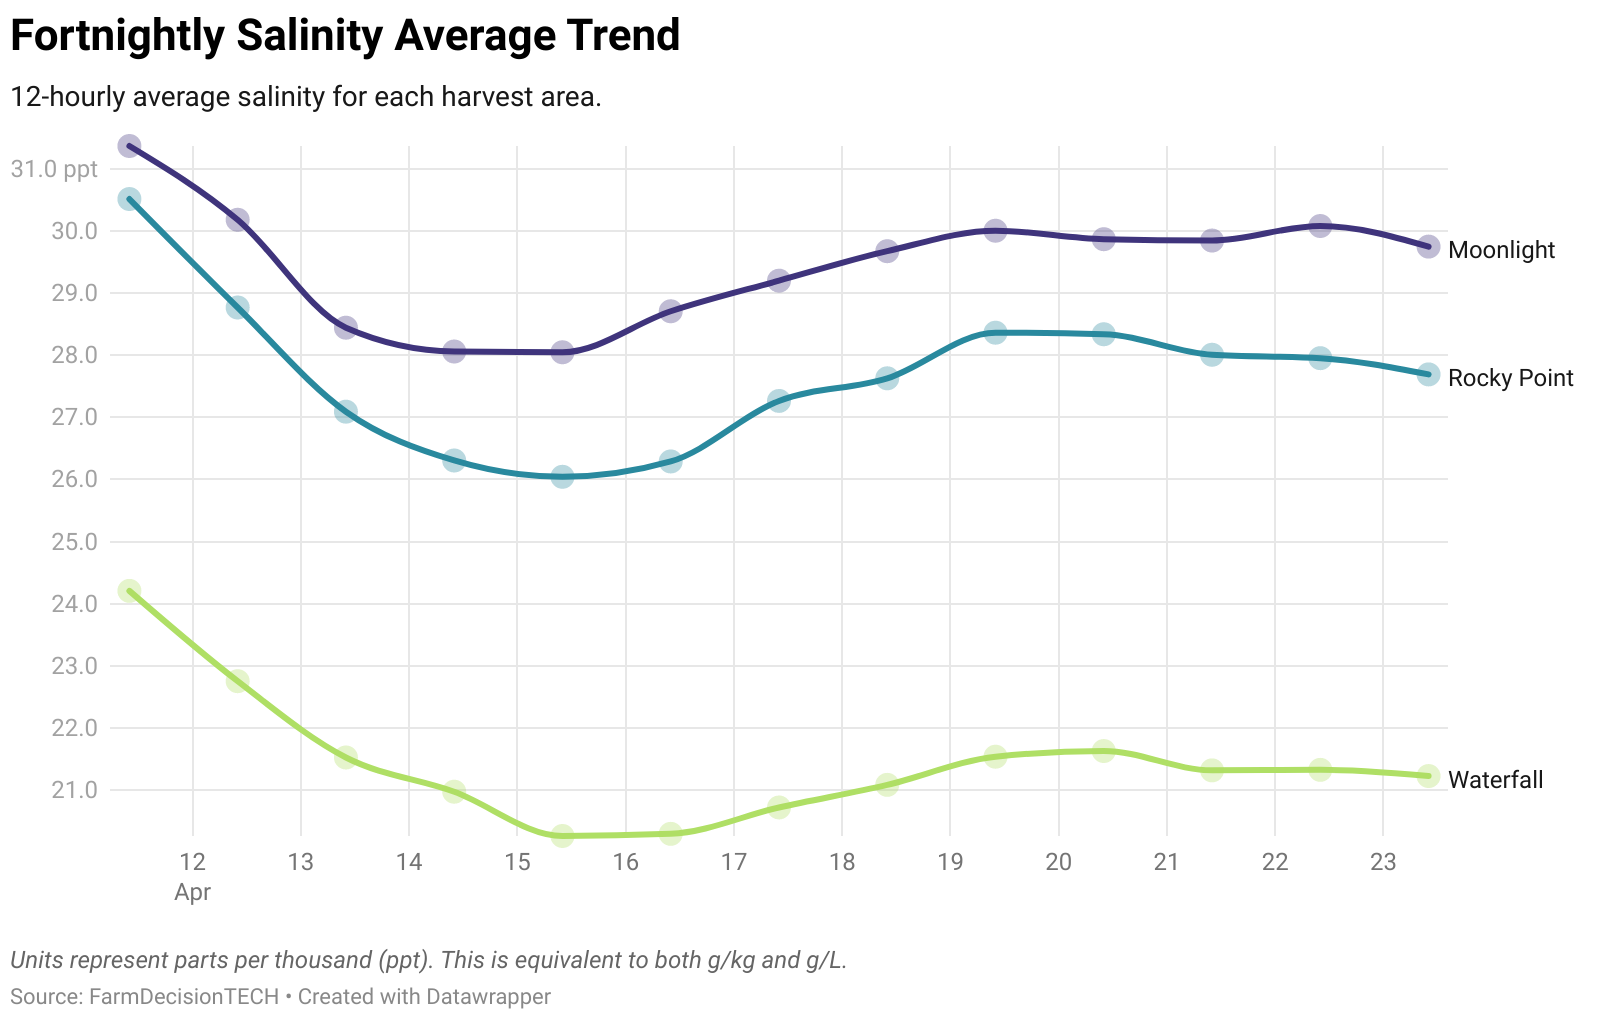 Fortnightly Salinity Average Trend
12-hourly average salinity for each harvest area.
31.0 ppt
30.0
29.0
28.0
27.0
26.0
25.0
24.0
23.0
22.0
21.0
Moonlight
Rocky Point
Waterfall
12 13 14 15 16 17 18 19 20 21 22 23
Apr
Units represent parts per thousand (ppt). This is equivalent to both g/kg and g/L.
Source: FarmDecisionTECH • Created with Datawrapper